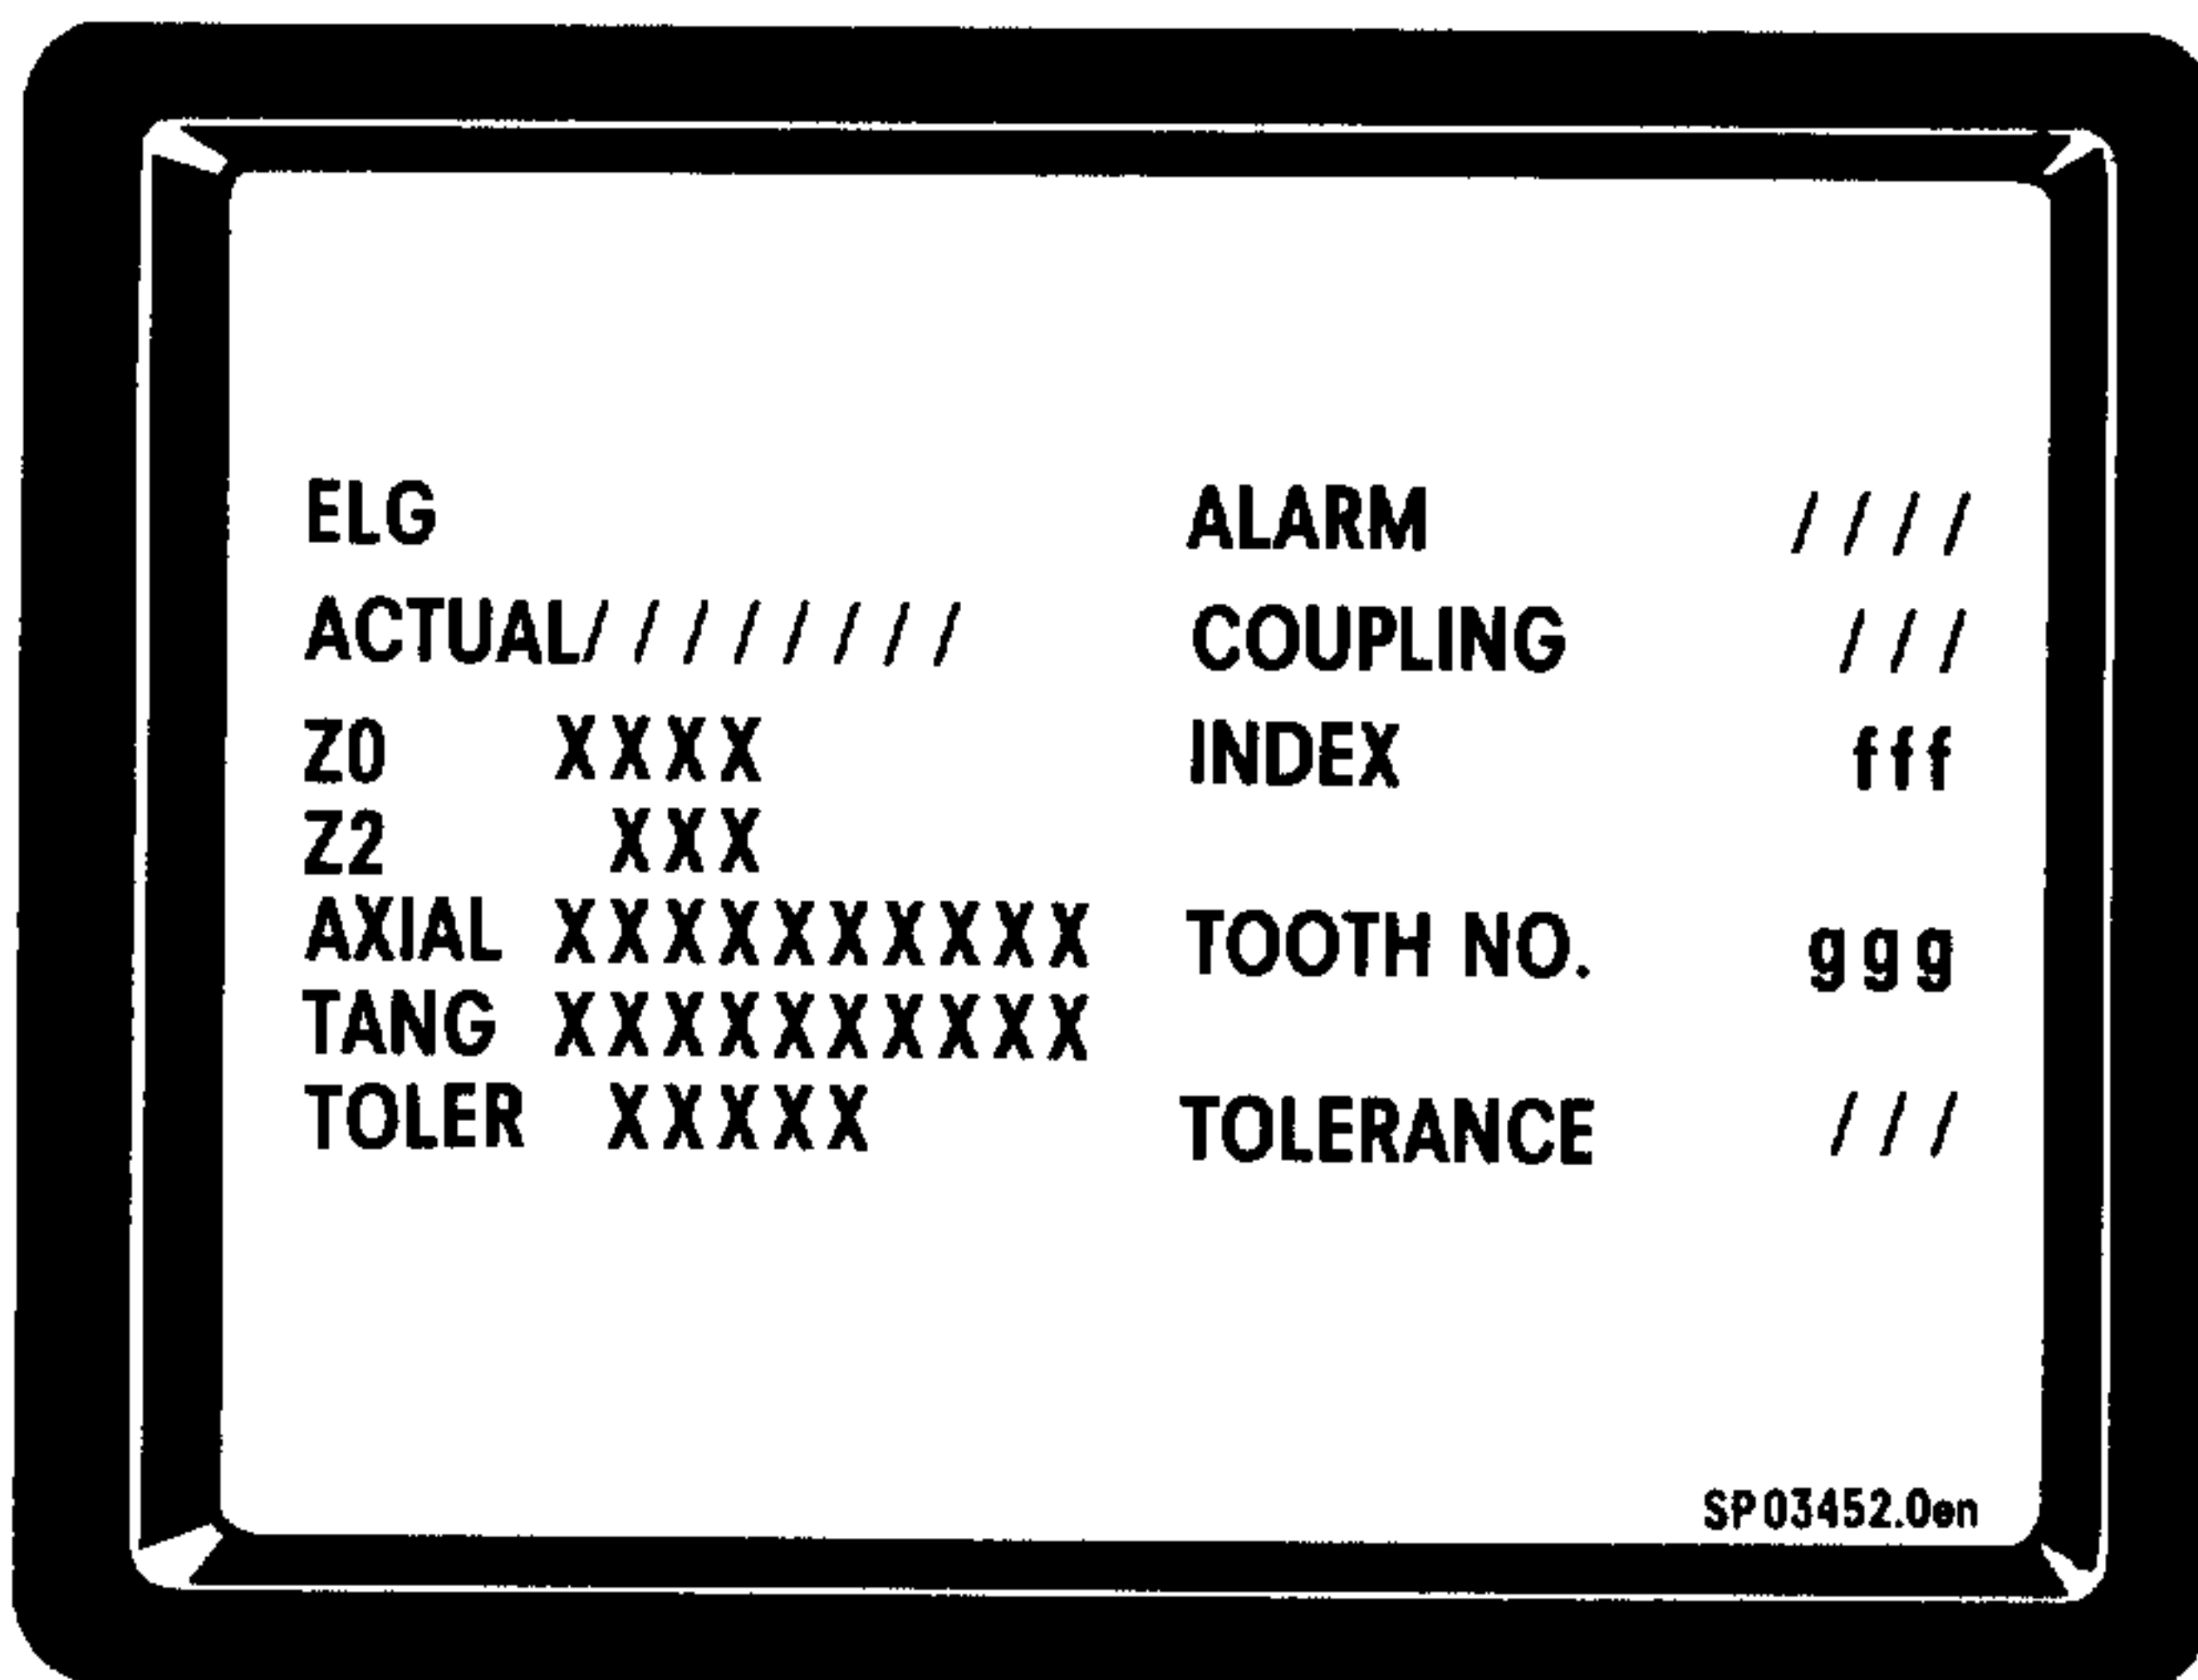 ELG ALARM ////
ACTUAL//////// COUPLING ///
Z0 XXXX INDEX fff
Z2 XXX
AXIAL XXXXXXXXXX TOOTH NO. ggg
TANG XXXXXXXXXX
TOLER XXXXX TOLERANCE ///
SP03452.0en